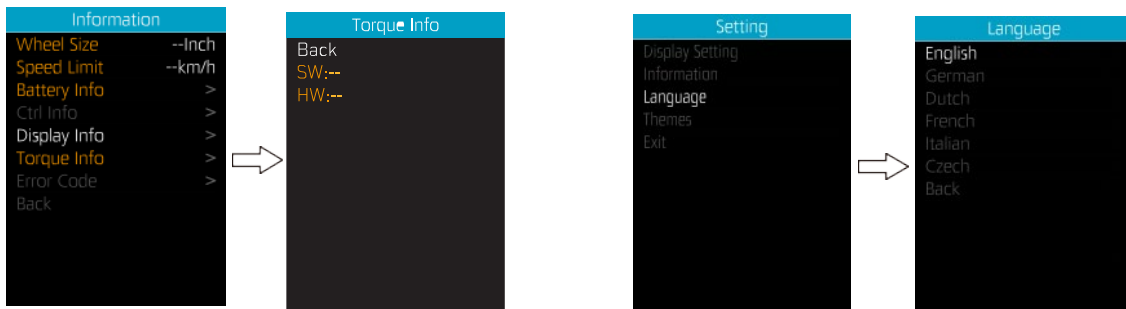 Information
Wheel Size --Inch
Speed Limit --km/h
Battery Info >
Ctrl Info >
Display Info >
Torque Info >
Error Code >
Back
Torque Info
Back
SW:--
HW:--
Setting
Display Setting
Information
Language
Themes
Exit
Language
English
German
Dutch
French
Italian
Czech
Back